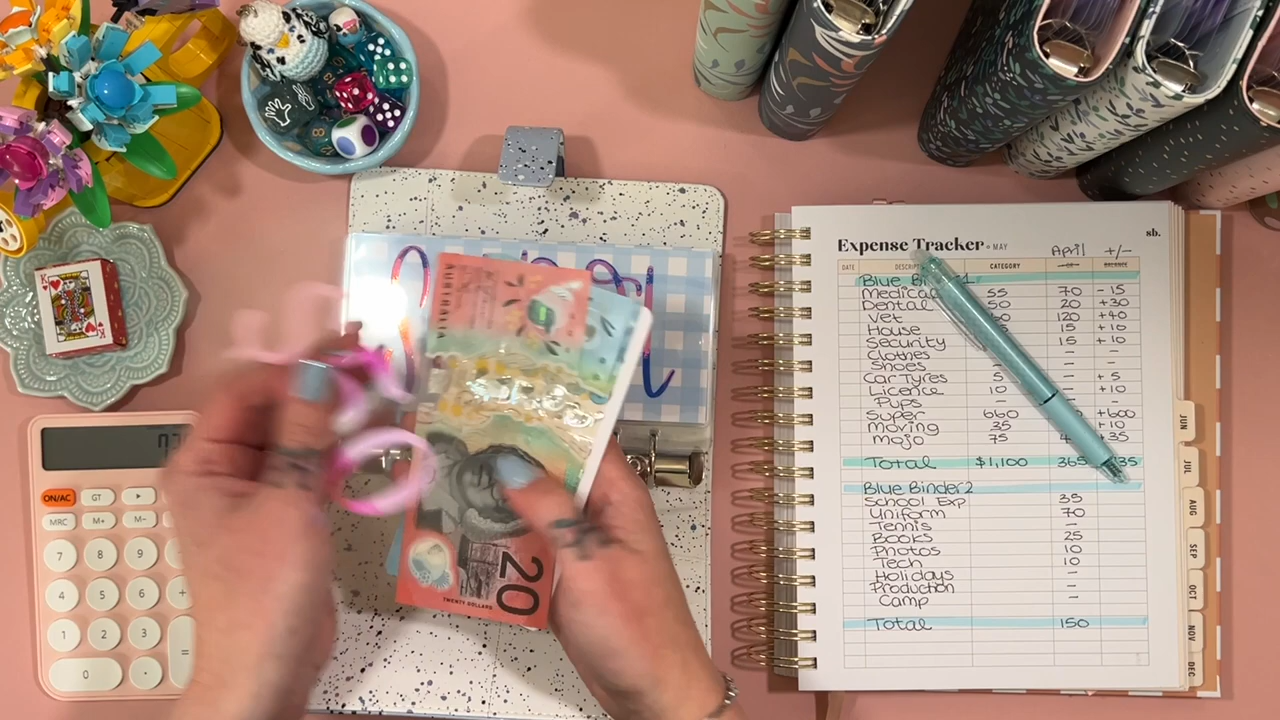 Expense Tracker • MAY
sb.
April +/-
DATE CATEGORY
Blue
Medical 55 70 -15
Dental 50 20 +30
Vet 120 +40
House 15 +10
Security 15 +10
Clothes - -
Shoes - -
Car Tyres 5 +5
Licence 10 +10
Pups - -
Super 660 +600
Moving 35 +10
Mojo 75 +35
Total $1,100 365
Blue Binder2
School Exp 35
Uniform 70
Tennis -
Books 25
Photos 10
Tech 10
Holidays -
Production
Camp -
Total 150
JUN
JUL
AUG
SEP
OCT
NOV
DEC
AUSTRALIA
20
TWENTY DOLLARS
K
K
ON/AC GT
MRC M+ M-
7 8 9
4 5 6 +
1 2 3
0 . =